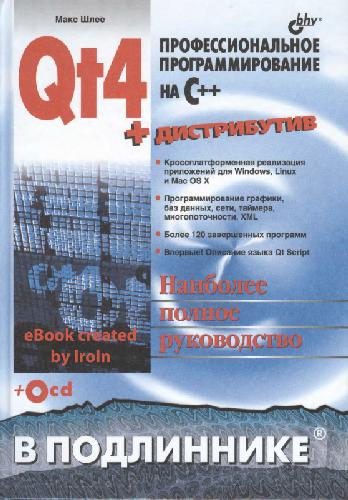 Макс Шлее
bhv®
Qt4
ПРОФЕССИОНАЛЬНОЕ
ПРОГРАММИРОВАНИЕ
НА C++
+ ДИСТРИБУТИВ
Кроссплатформенная реализация
приложений для Windows, Linux
и Mac OS X
Программирование графики,
баз данных, сети, таймера,
многопоточности, XML
Более 120 завершенных программ
Впервые! Описание языка Qt Script
Наиболее
полное
руководство
eBook created
by IroIn
+ cd
В ПОДЛИННИКЕ®